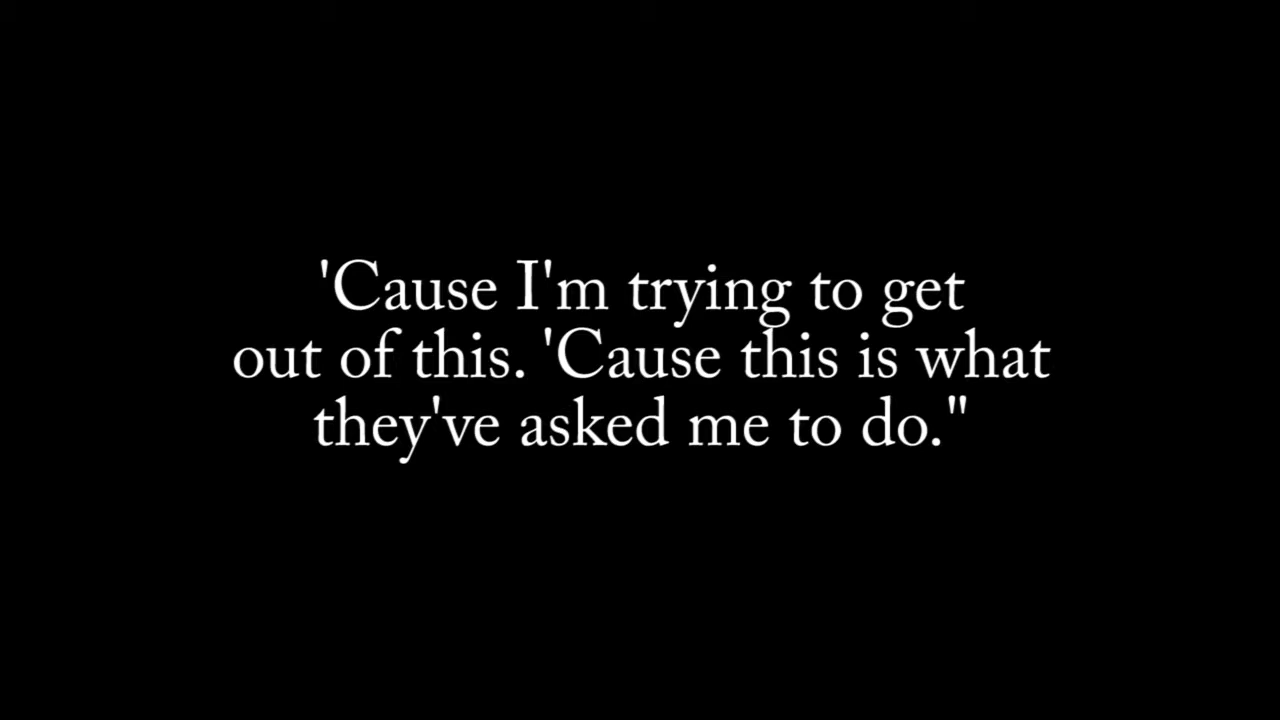 'Cause I'm trying to get
out of this. 'Cause this is what
they've asked me to do."